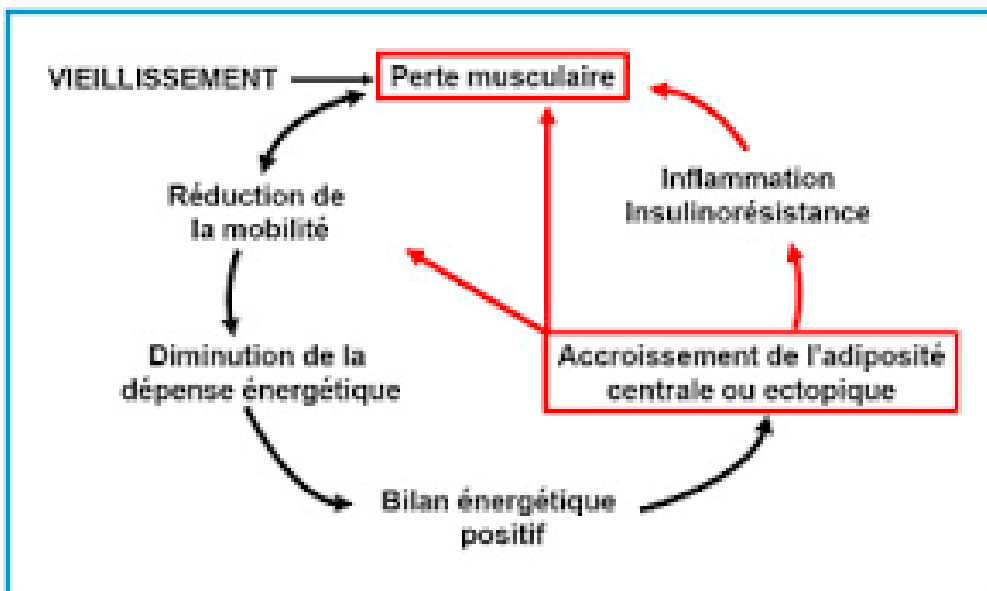 VIEILLISSEMENT
Perte musculaire
Réduction de
la mobilité
Inflammation
Insulinorésistance
Diminution de la
dépense énergétique
Accroissement de l'adiposité
centrale ou ectopique
Bilan énergétique
positif